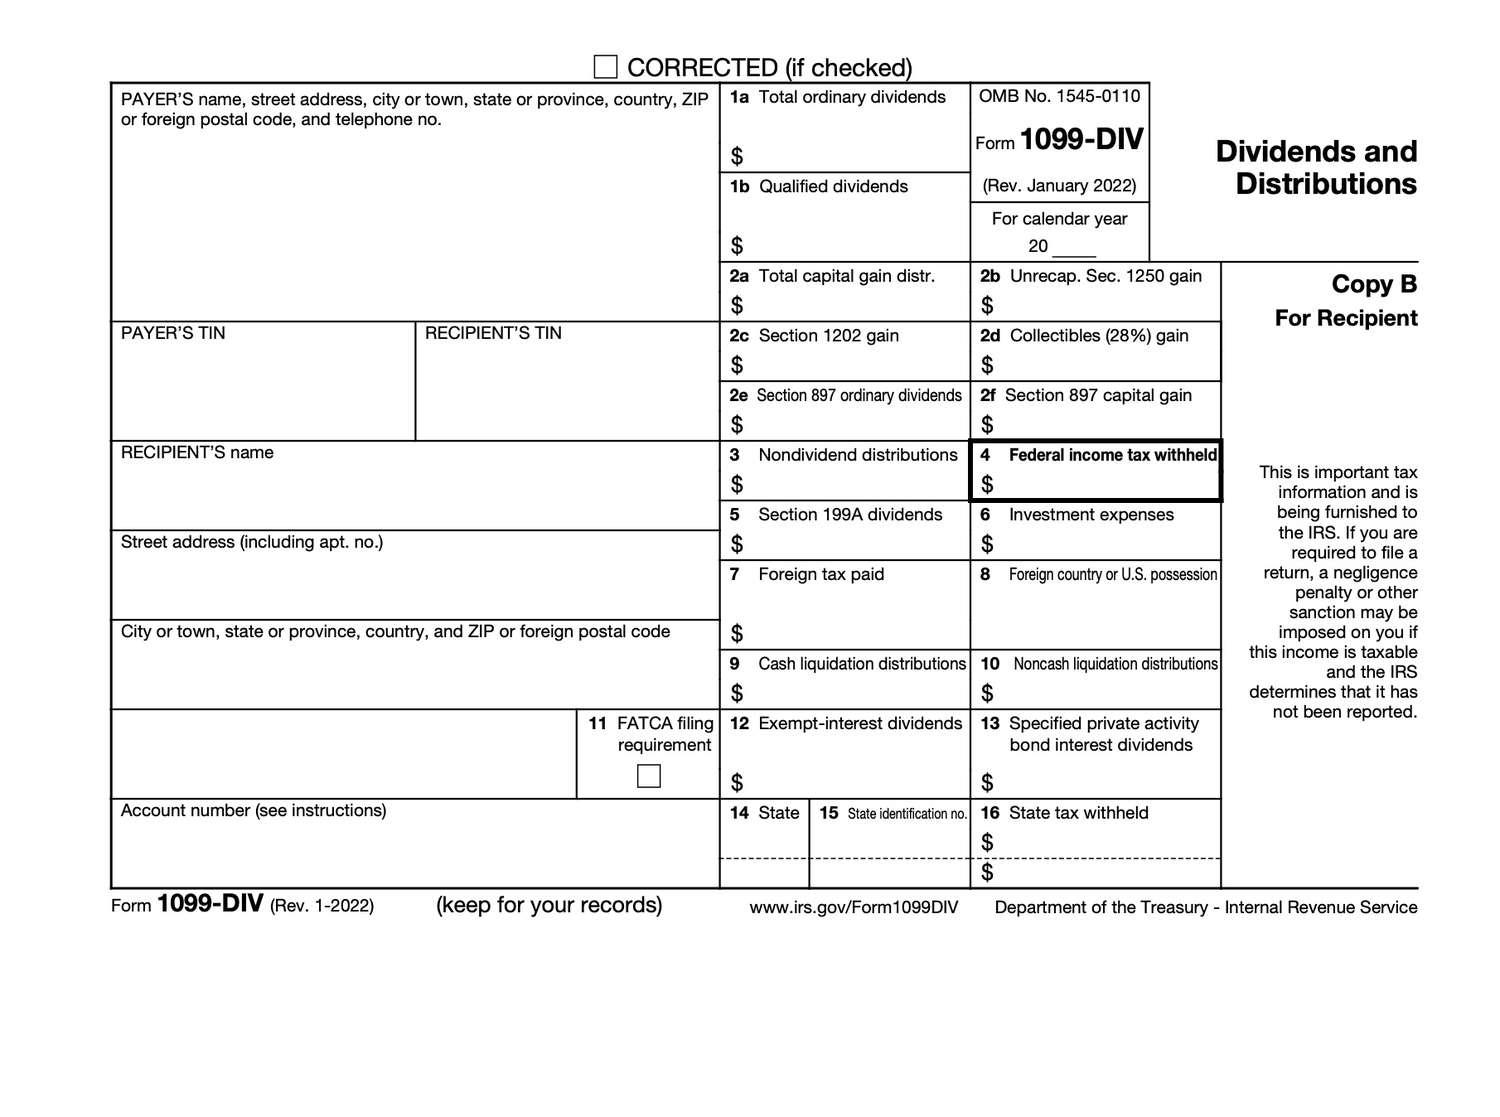 CORRECTED (if checked)
PAYER'S name, street address, city or town, state or province, country, ZIP
or foreign postal code, and telephone no.
1a Total ordinary dividends
$
1b Qualified dividends
$
OMB No. 1545-0110
Form 1099-DIV
(Rev. January 2022)
For calendar year
20 ____
Dividends and
Distributions
2a Total capital gain distr.
$
2b Unrecap. Sec. 1250 gain
$
Copy B
For Recipient
PAYER'S TIN
RECIPIENT'S TIN
2c Section 1202 gain
$
2d Collectibles (28%) gain
$
2e Section 897 ordinary dividends
$
2f Section 897 capital gain
$
RECIPIENT'S name
3 Nondividend distributions
$
4 Federal income tax withheld
$
This is important tax
information and is
being furnished to
the IRS. If you are
required to file a
return, a negligence
penalty or other
sanction may be
imposed on you if
this income is taxable
and the IRS
determines that it has
not been reported.
5 Section 199A dividends
$
6 Investment expenses
$
Street address (including apt. no.)
7 Foreign tax paid
$
8 Foreign country or U.S. possession
City or town, state or province, country, and ZIP or foreign postal code
9 Cash liquidation distributions
$
10 Noncash liquidation distributions
$
11 FATCA filing
requirement
12 Exempt-interest dividends
$
13 Specified private activity
bond interest dividends
$
Account number (see instructions)
14 State
15 State identification no.
16 State tax withheld
$
$
Form 1099-DIV (Rev. 1-2022)
(keep for your records)
www.irs.gov/Form1099DIV
Department of the Treasury - Internal Revenue Service